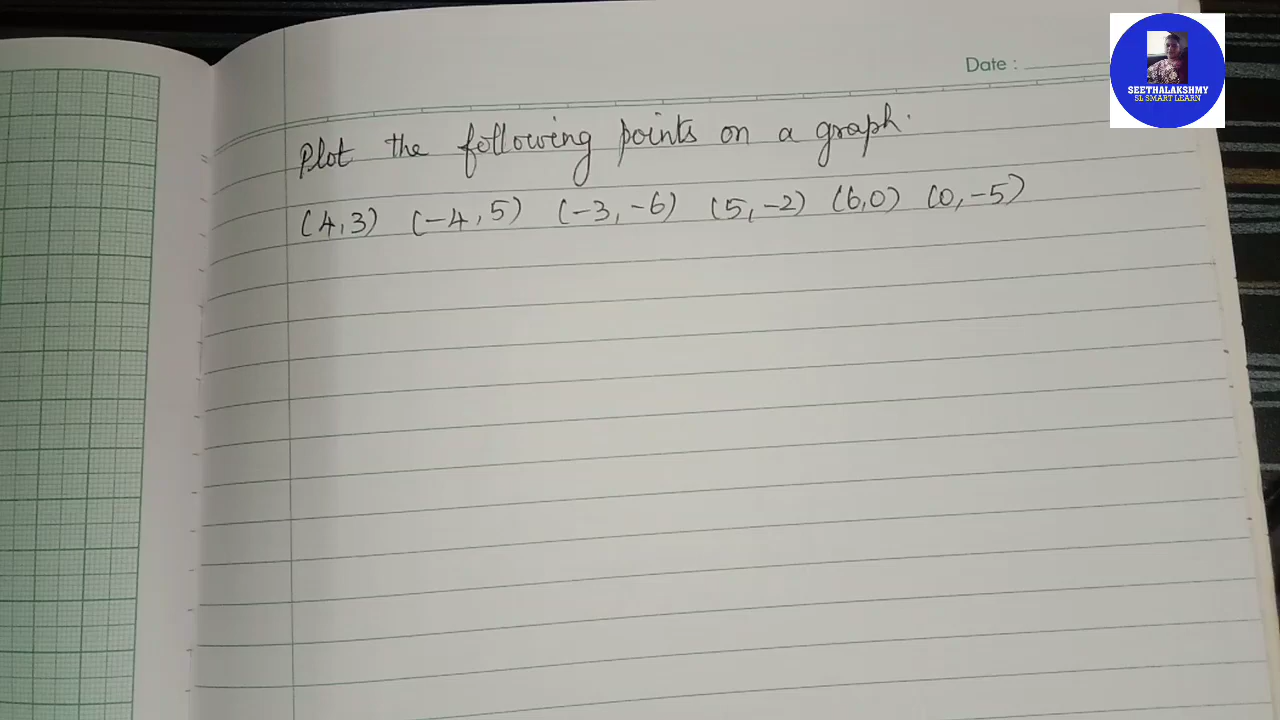 Date :
SEETHALAKSHMY
SL SMART LEARN
Plot the following points on a graph.
(4,3) (-4,5) (-3,-6) (5,-2) (6,0) (0,-5)